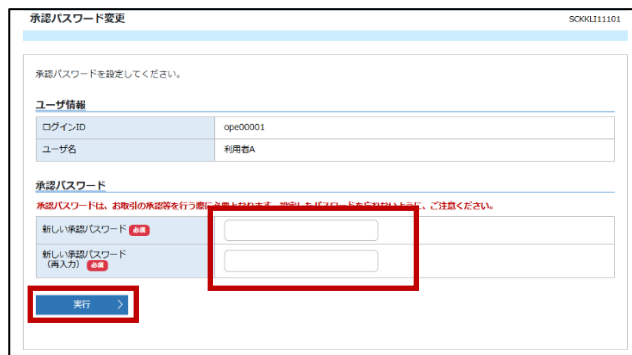 承認パスワード変更
SCKKLI11101
承認パスワードを設定してください。
ユーザ情報
ログインID ope00001
ユーザ名 利用者A
承認パスワード
承認パスワードは、お取引の承認等を行う際に必要となります。設定したパスワードを忘れないように、ご注意ください。
新しい承認パスワード 必須
新しい承認パスワード
(再入力) 必須
実行